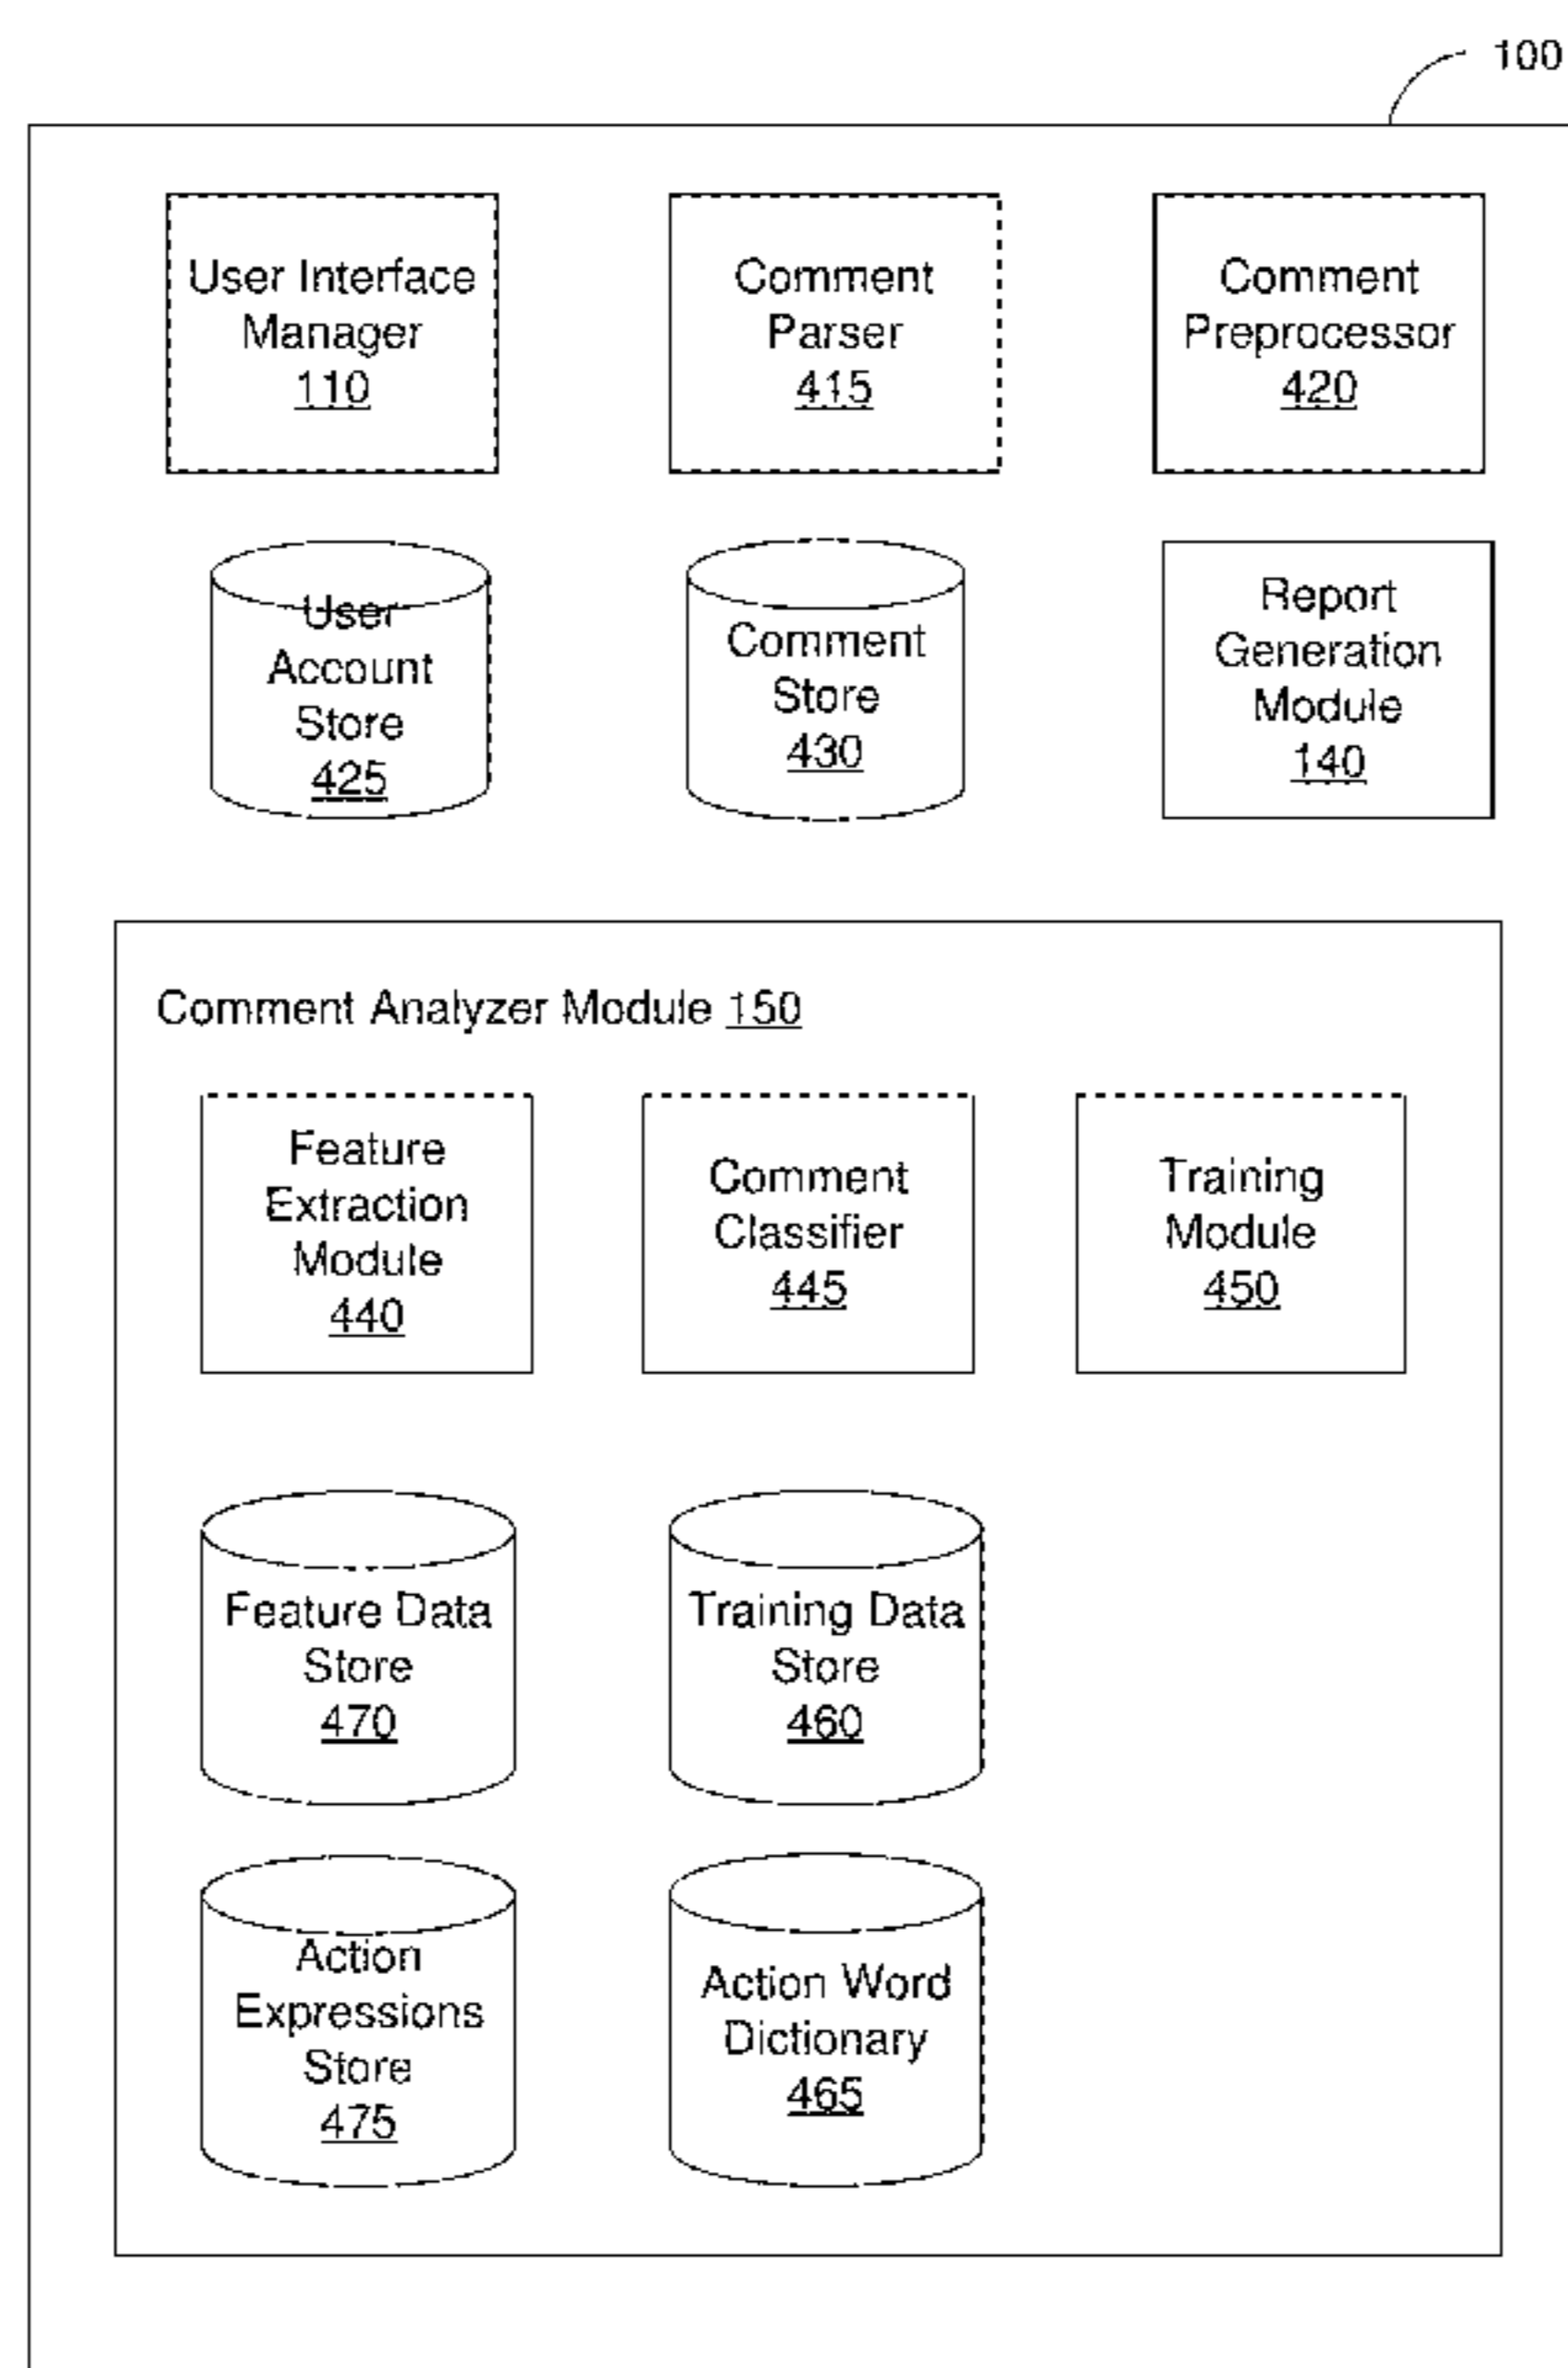 100
User Interface
Manager
110
Comment
Parser
415
Comment
Preprocessor
420
User
Account
Store
425
Comment
Store
430
Report
Generation
Module
140
Comment Analyzer Module 150
Feature
Extraction
Module
440
Comment
Classifier
445
Training
Module
450
Feature Data
Store
470
Training Data
Store
460
Action
Expressions
Store
475
Action Word
Dictionary
465